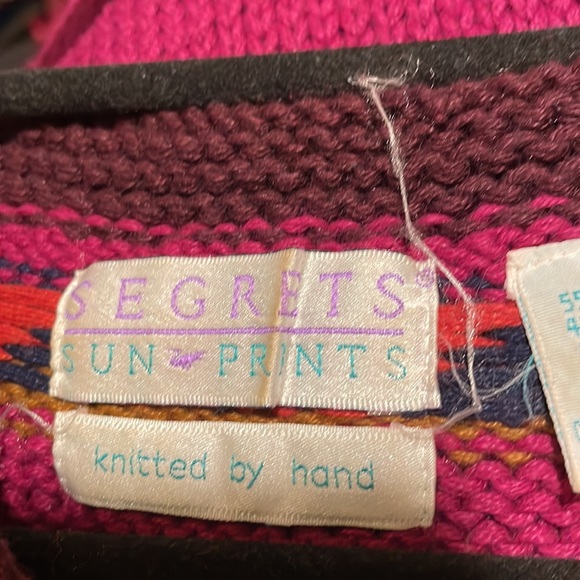 SEGRETS®
SUN PRINTS
knitted by hand